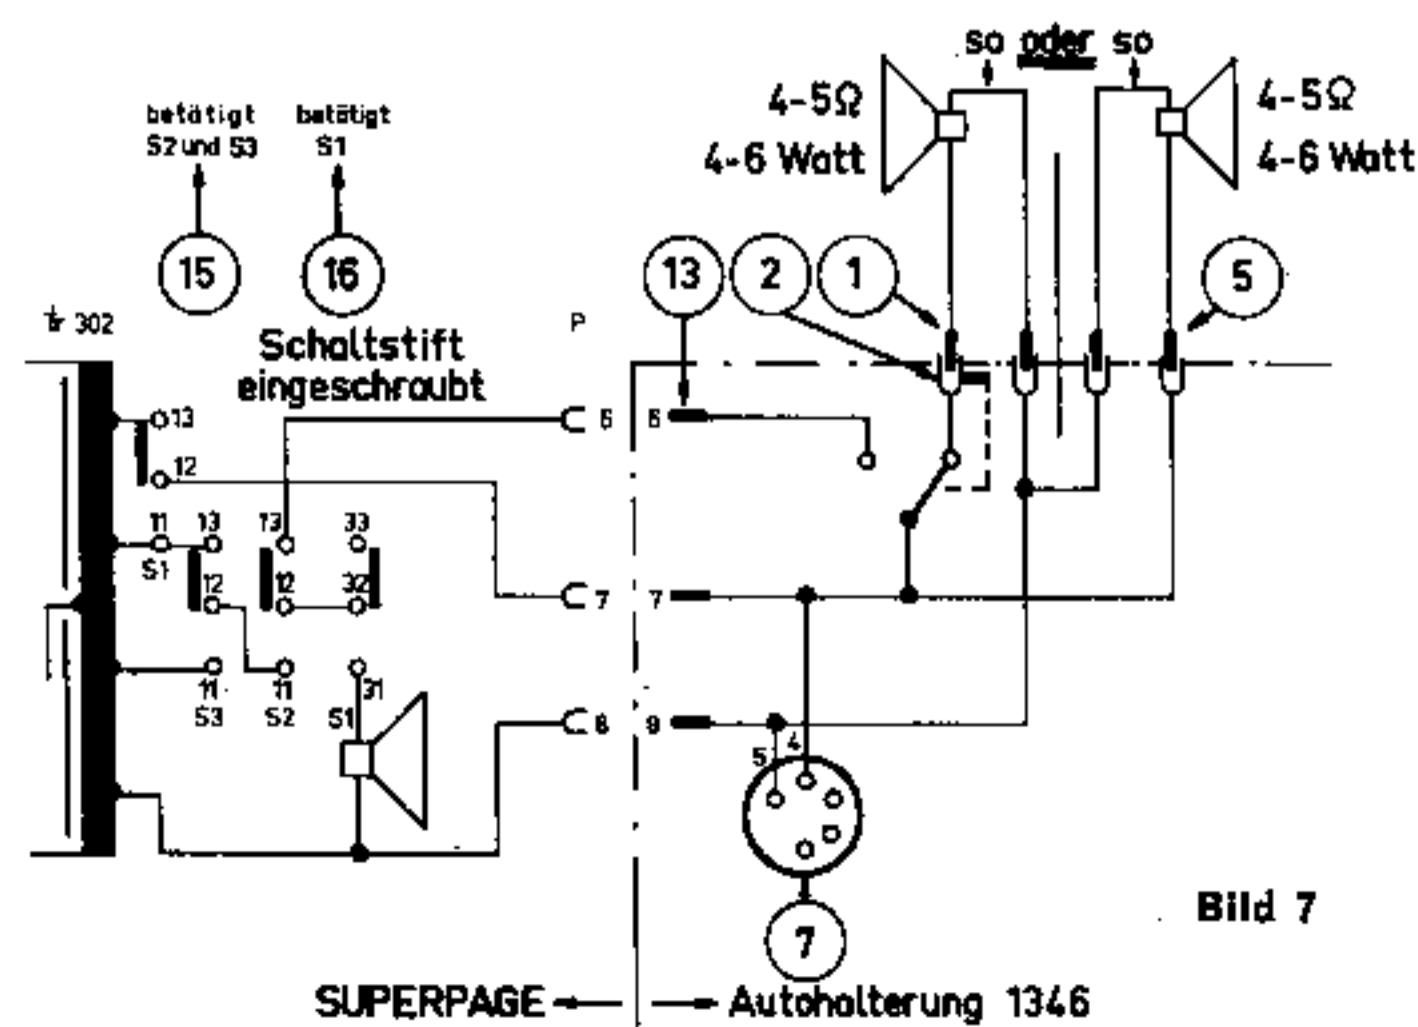 so oder so
4-5Ω
4-6 Watt
4-5Ω
4-6 Watt
betätigt
S2 und S3
betätigt
S1
15
16
13
2
1
5
302
Schaltstift
eingeschraubt
P
13
12
6
6
11
13
13
33
S1
12
12
32
7
7
11
11
31
S3
S2
S1
8
9
5
4
7
Bild 7
SUPERPAGE
Autohalterung 1346